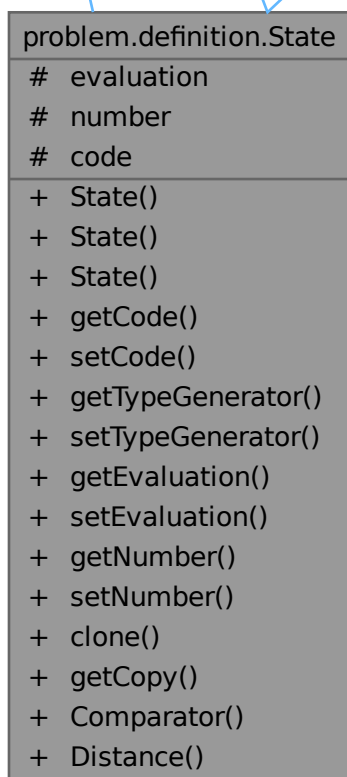 problem.definition.State
# evaluation
# number
# code
+ State()
+ State()
+ State()
+ getCode()
+ setCode()
+ getTypeGenerator()
+ setTypeGenerator()
+ getEvaluation()
+ setEvaluation()
+ getNumber()
+ setNumber()
+ clone()
+ getCopy()
+ Comparator()
+ Distance()